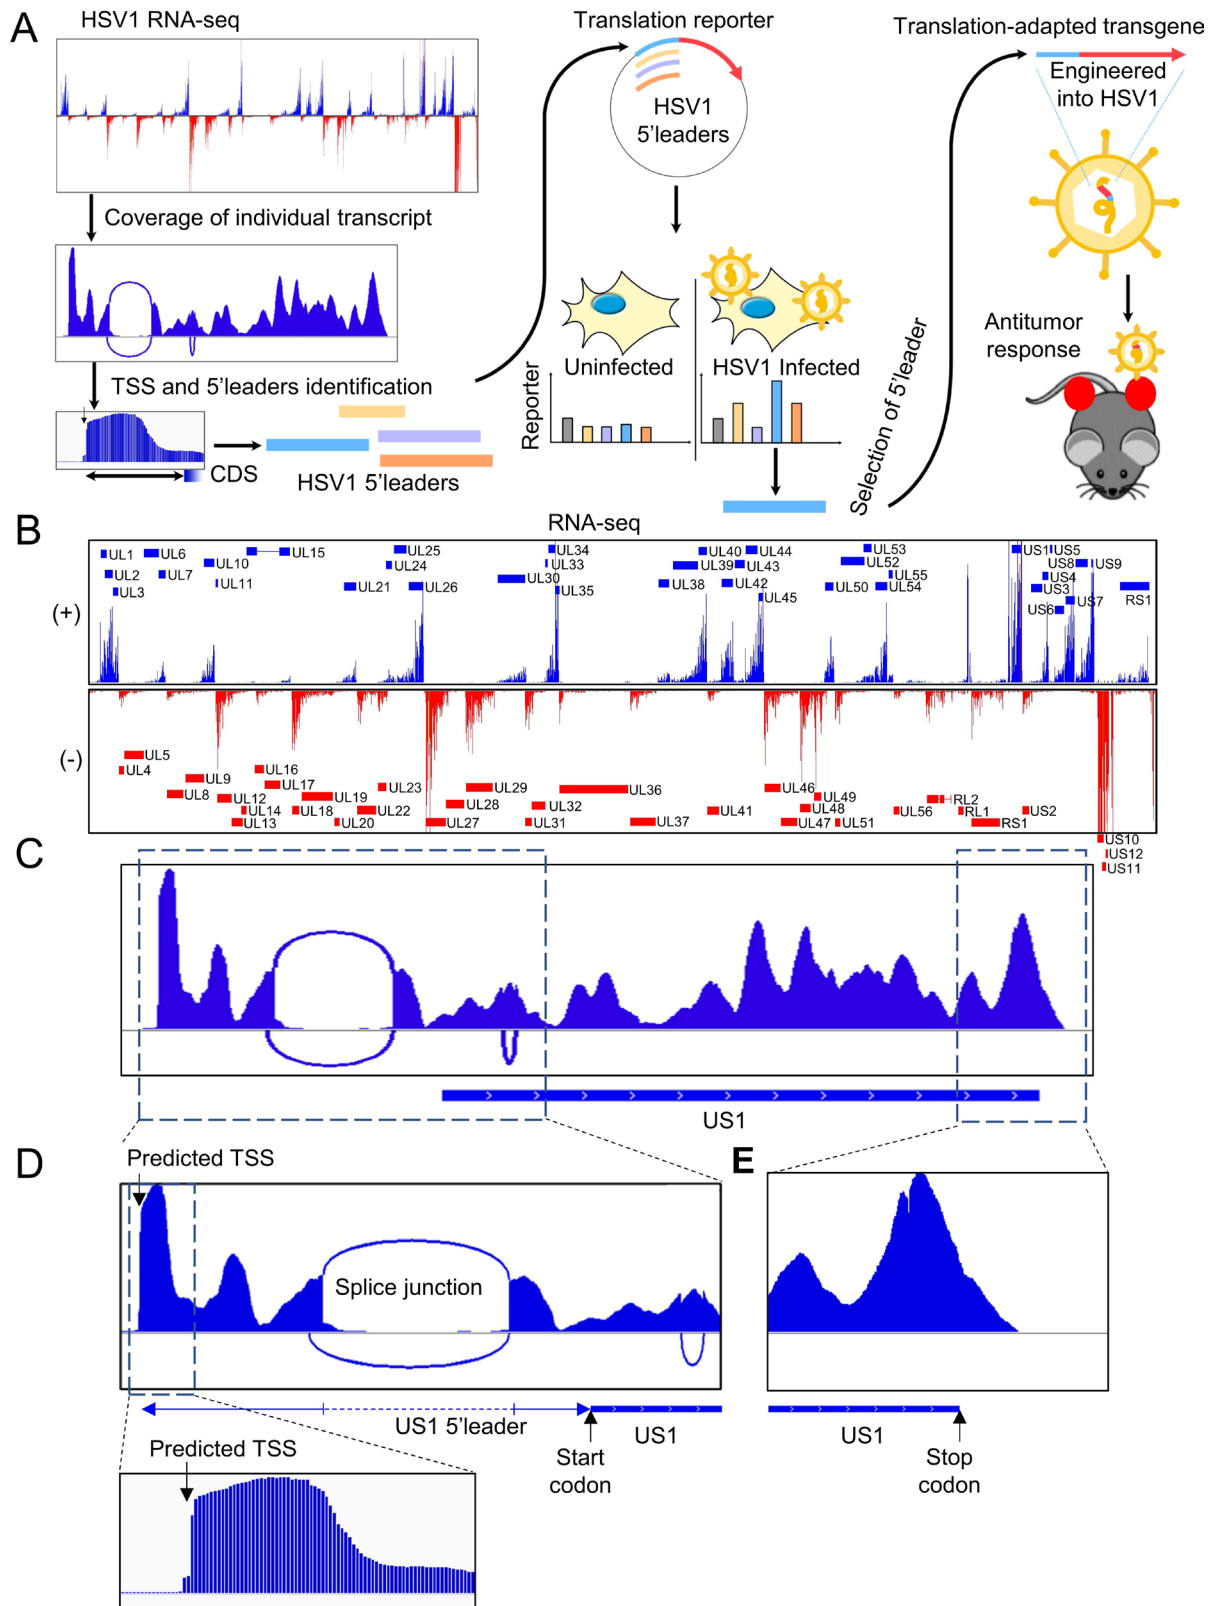 A
HSV1 RNA-seq
Coverage of individual transcript
TSS and 5’leaders identification
CDS
HSV1 5’leaders
Translation reporter
HSV1
5’leaders
Uninfected
HSV1 Infected
Reporter
Selection of 5’leader
Translation-adapted transgene
Engineered
into HSV1
Antitumor
response
B
RNA-seq
(+)
UL1 UL6 UL15 UL25 UL34 UL40 UL44 UL53 US1 US5
UL10 UL24 UL33 UL39 UL43 UL52 US8 US9
UL2 UL7 UL11 UL30 UL55 US4
UL3 UL21 UL26 UL35 UL38 UL42 UL50 UL54 US3 RS1
UL45 US6 US7
(-)
UL5
UL4 UL16
UL9 UL17 UL23 UL29 UL36 UL46
UL8 UL12 UL19 UL28 UL32 UL49 RL2
UL14 UL18 UL22 UL41 UL48 UL56 RL1 US2
UL13 UL20 UL27 UL31 UL37 UL47 UL51 RS1
US10
US12
US11
C
US1
D
Predicted TSS
Splice junction
US1 5’leader
US1
Start
codon
Predicted TSS
E
US1
Stop
codon